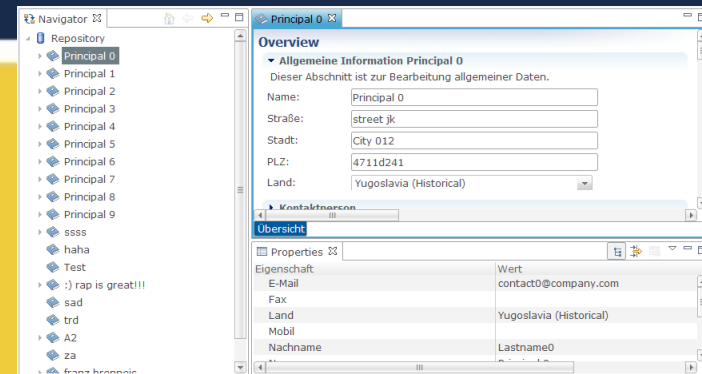 Navigator
Repository
Principal 0
Principal 1
Principal 2
Principal 3
Principal 4
Principal 5
Principal 6
Principal 7
Principal 8
Principal 9
ssss
haha
Test
:) rap is great!!!
sad
trd
A2
za
franz
Principal 0
Overview
Allgemeine Information Principal 0
Dieser Abschnitt ist zur Bearbeitung allgemeiner Daten.
Name: Principal 0
Straße: street jk
Stadt: City 012
PLZ: 4711d241
Land: Yugoslavia (Historical)
Kontaktperson
Übersicht
Properties
Eigenschaft Wert
E-Mail contact0@company.com
Fax
Land Yugoslavia (Historical)
Mobil
Nachname Lastname0